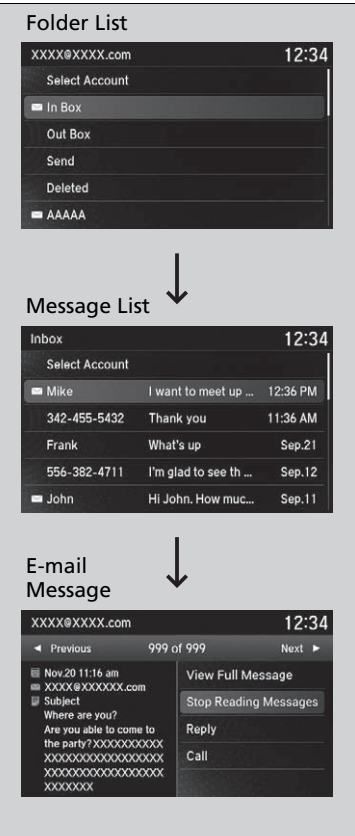 Folder List
XXXX@XXXX.com 12:34
Select Account
In Box
Out Box
Send
Deleted
AAAAA
Message List
Inbox 12:34
Select Account
Mike I want to meet up ... 12:36 PM
342-455-5432 Thank you 11:36 AM
Frank What's up Sep.21
556-382-4711 I'm glad to see th ... Sep.12
John Hi John. How muc... Sep.11
E-mail
Message
XXXX@XXXX.com 12:34
◄ Previous 999 of 999 Next ►
Nov.20 11:16 am
XXXX@XXXXXX.com
Subject
Where are you?
Are you able to come to
the party?XXXXXXXXXX
XXXXXXXXXXXXXXXXX
XXXXXXXXXXXXXXXXX
XXXXXXX
View Full Message
Stop Reading Messages
Reply
Call